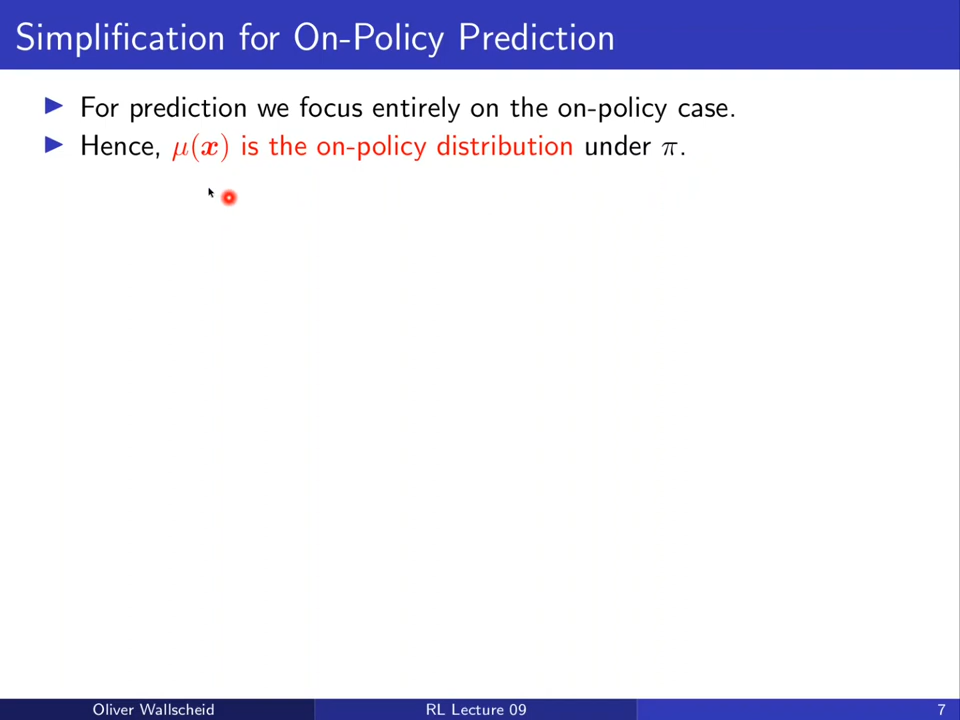 Simplification for On-Policy Prediction
▶ For prediction we focus entirely on the on-policy case.
▶ Hence, μ(x) is the on-policy distribution under π.
Oliver Wallscheid
RL Lecture 09
7